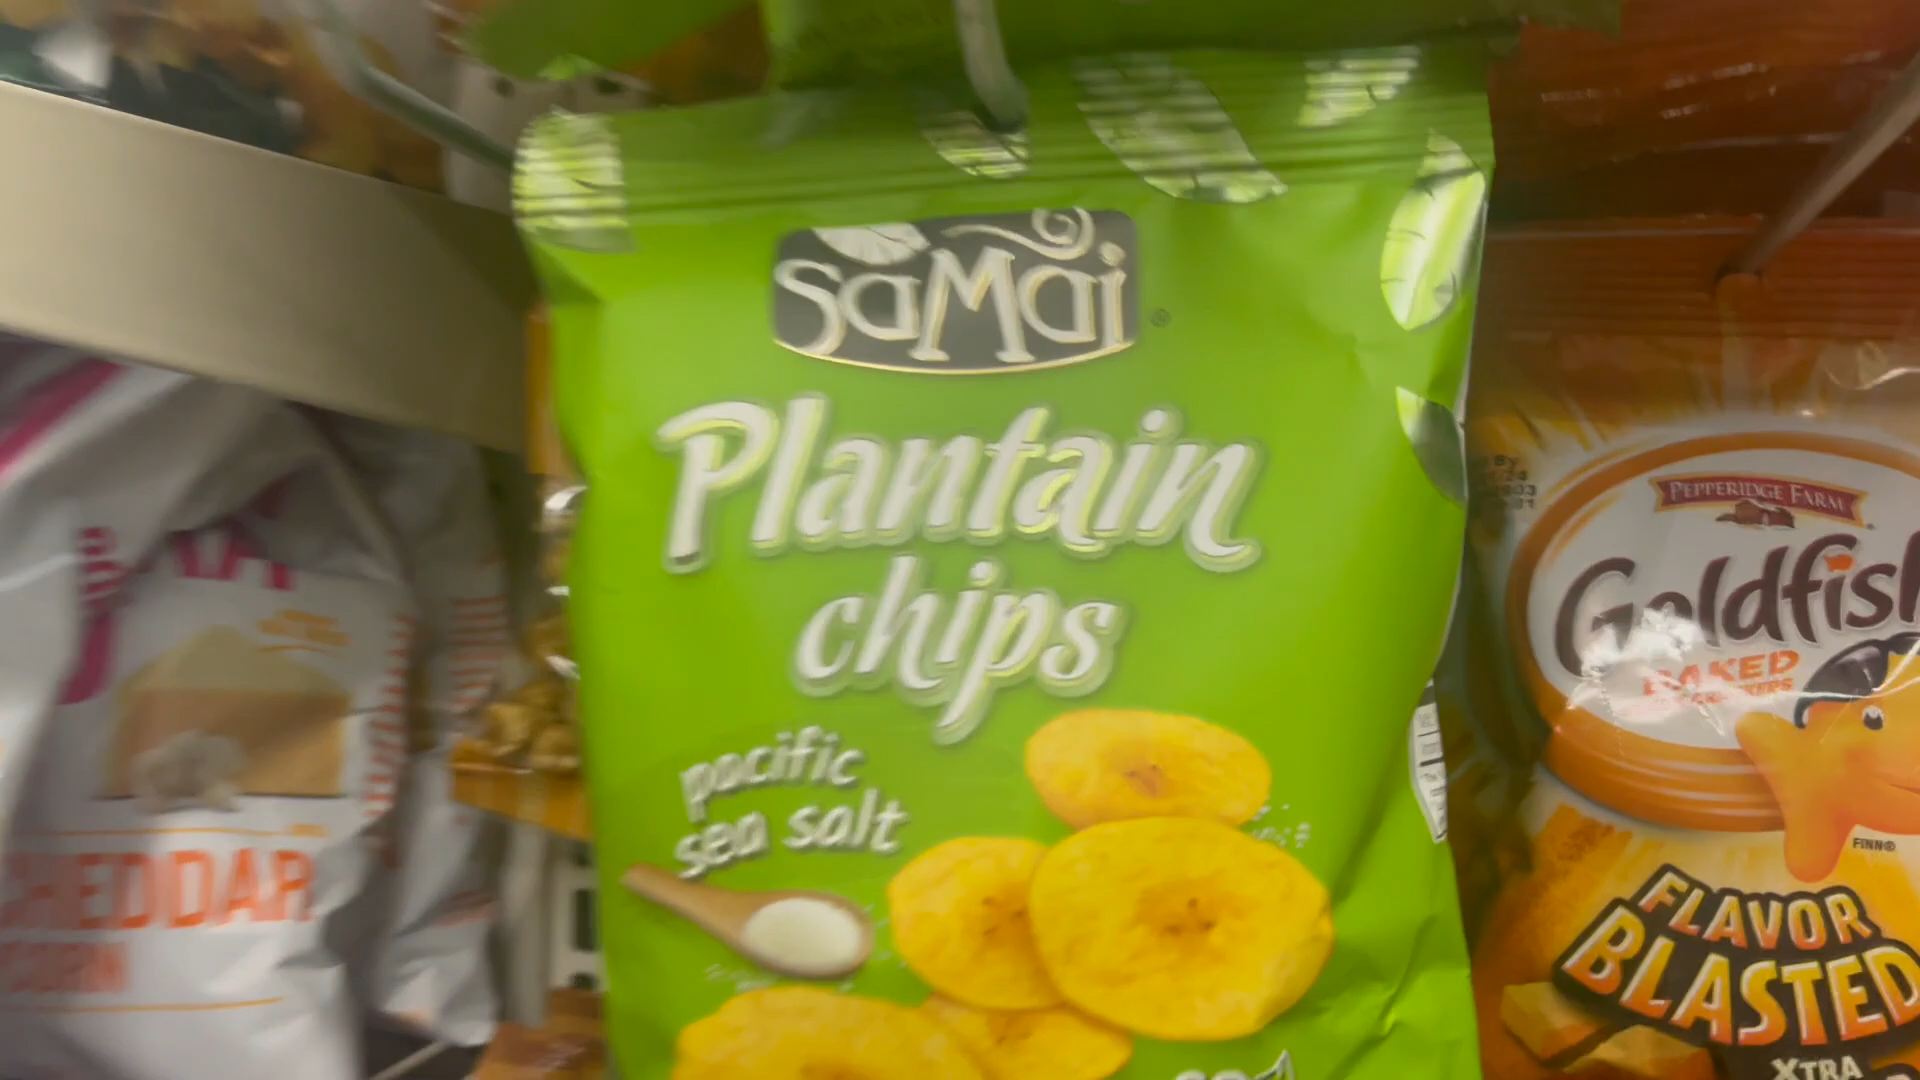 SaMai
®
Plantain
chips
pacific
sea salt
CHEDDAR
PEPPERIDGE FARM
Goldfish
BAKED
FINN®
FLAVOR
BLASTED
XTRA